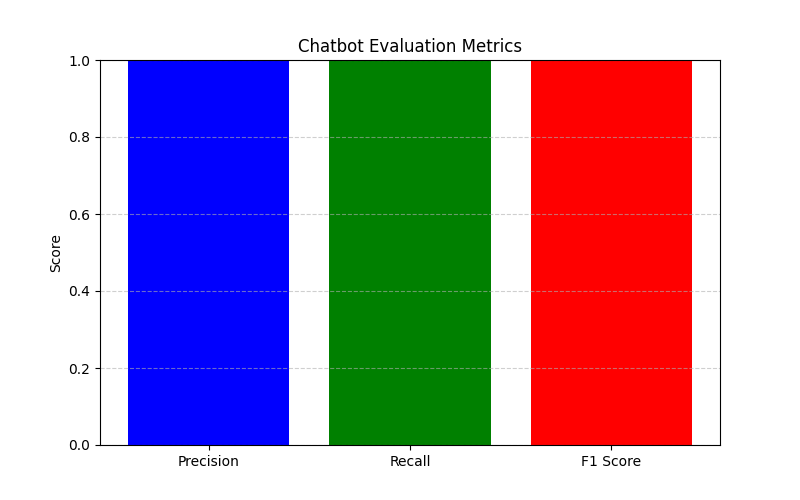 Chatbot Evaluation Metrics
1.0
0.8
0.6
0.4
0.2
0.0
Score
Precision
Recall
F1 Score